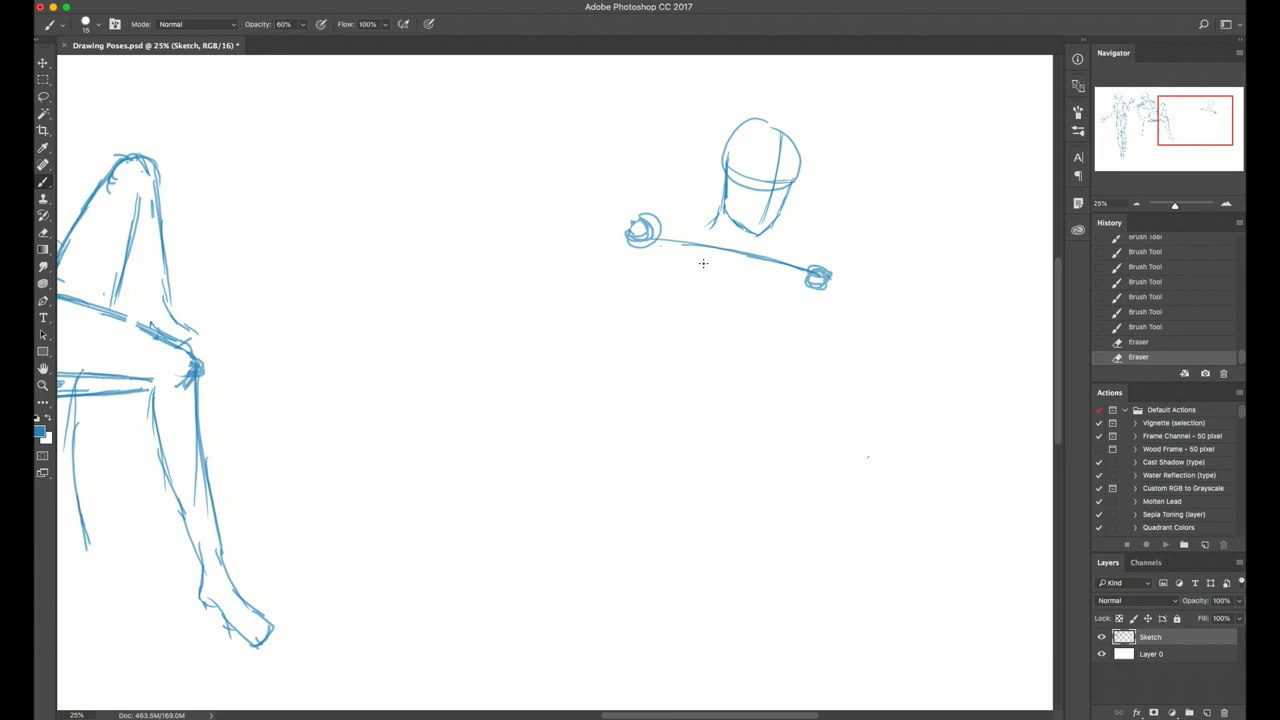 Adobe Photoshop CC 2017
15
Mode: Normal
Opacity: 60%
Flow: 100%
Drawing Poses.psd @ 25% (Sketch, RGB/16) *
Navigator
25%
History
Brush Tool
Brush Tool
Brush Tool
Brush Tool
Brush Tool
Brush Tool
Brush Tool
Eraser
Eraser
Actions
Default Actions
Vignette (selection)
Frame Channel - 50 pixel
Wood Frame - 50 pixel
Cast Shadow (type)
Water Reflection (type)
Custom RGB to Grayscale
Molten Lead
Sepia Toning (layer)
Quadrant Colors
Layers Channels
Kind
Normal Opacity: 100%
Lock: Fill: 100%
Sketch
Layer 0
25% Doc: 463.5M/169.0M